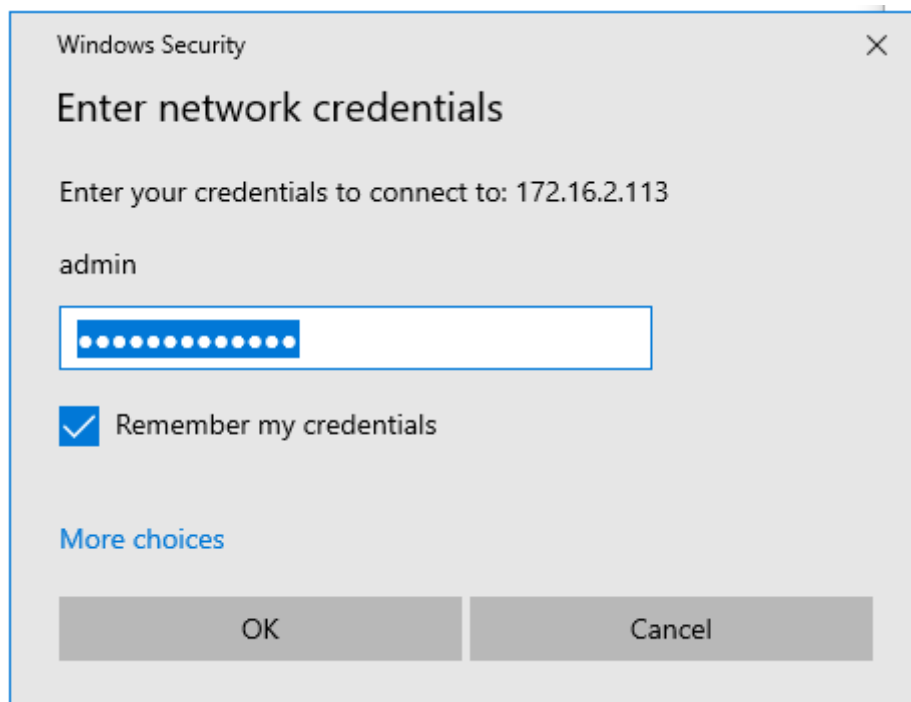 Windows Security
Enter network credentials
Enter your credentials to connect to: 172.16.2.113
admin
•••••••••••••
Remember my credentials
More choices
OK
Cancel